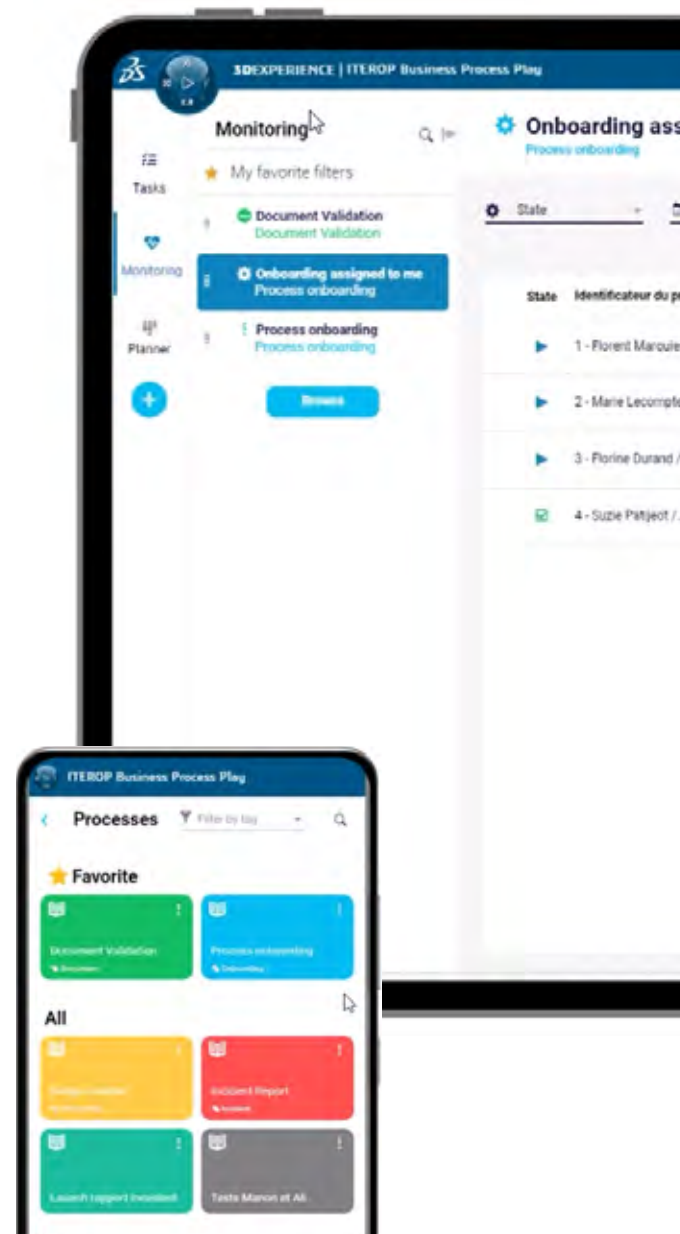 3DEXPERIENCE | ITEROP Business Process Play
Tasks
Monitoring
Planner
Monitoring
My favorite filters
Document Validation
Document Validation
Onboarding assigned to me
Process onboarding
Process onboarding
Process onboarding
Browse
Onboarding ass
Process onboarding
State
State Identificateur du p
1 - Florent
2 - Marie Lecompte
3 - Florine Durand /
4 - Suzie
ITEROP Business Process Play
Processes Filter by tag
Favorite
Document Validation
Document
Process onboarding
Onboarding
All
Incident Report
Incident
Launch rapport
Tests Manon et Ali